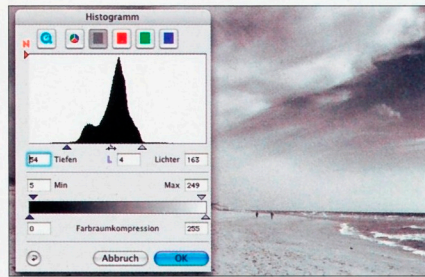 Histogramm
54 Tiefen L 4 Lichter 163
5 Min Max 249
0 Farbraumkompression 255
Abbruch OK